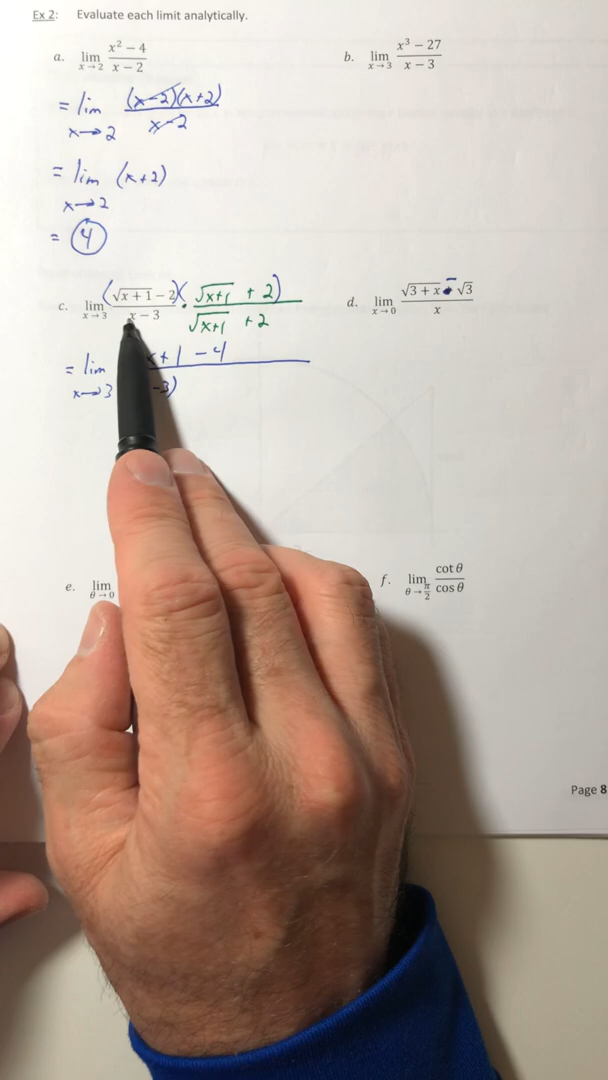 Ex 2: Evaluate each limit analytically.
a. lim x→2 x² − 4 / x − 2
b. lim x→3 x³ − 27 / x − 3
= lim x→2 (x−2)(x+2) / x−2
= lim x→2 (x+2)
= 4
c. lim x→3 (√x + 1 − 2)( / x − 3 · √x+1 + 2) / √x+1 + 2
d. lim x→0 √3 + x − √3 / x
= lim x→3 x+1 − 4 / −3)
e. lim θ→0
f. lim θ→π/2 cot θ / cos θ
Page 8